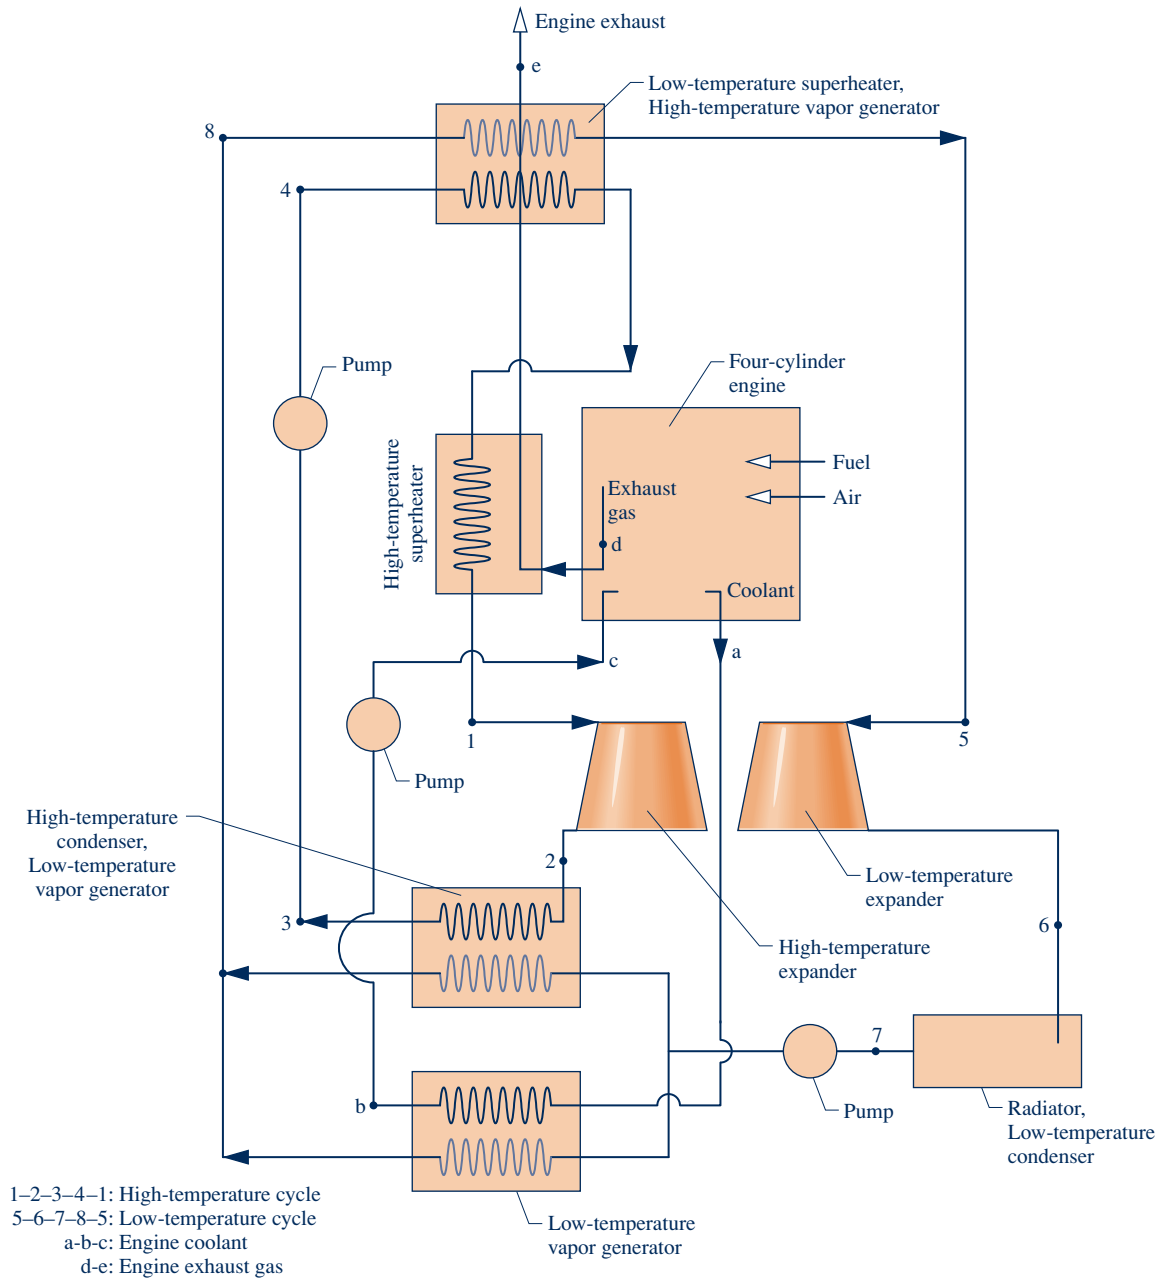 Engine exhaust
e
Low-temperature superheater,
High-temperature vapor generator
8
4
Pump
Four-cylinder
engine
High-temperature
superheater
Fuel
Air
Exhaust
gas
d
Coolant
a
c
1
5
Pump
High-temperature
condenser,
Low-temperature
vapor generator
2
Low-temperature
expander
3
6
High-temperature
expander
7
b
Pump
Radiator,
Low-temperature
condenser
1–2–3–4–1: High-temperature cycle
5–6–7–8–5: Low-temperature cycle
a-b-c: Engine coolant
d-e: Engine exhaust gas
Low-temperature
vapor generator